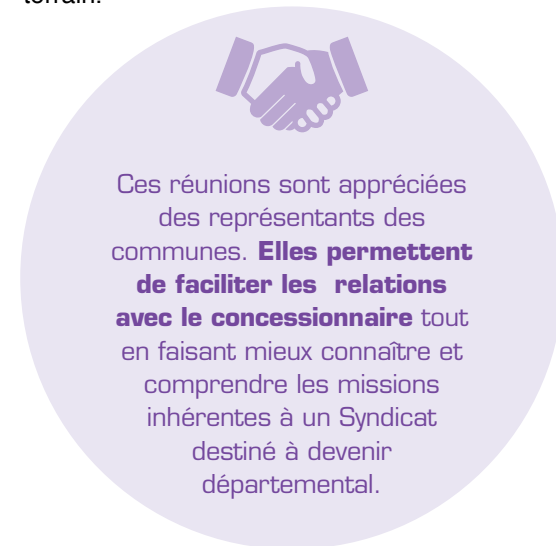 terrain.
Ces réunions sont appréciées
des représentants des
communes. Elles permettent
de faciliter les relations
avec le concessionnaire tout
en faisant mieux connaître et
comprendre les missions
inhérentes à un Syndicat
destiné à devenir
départemental.